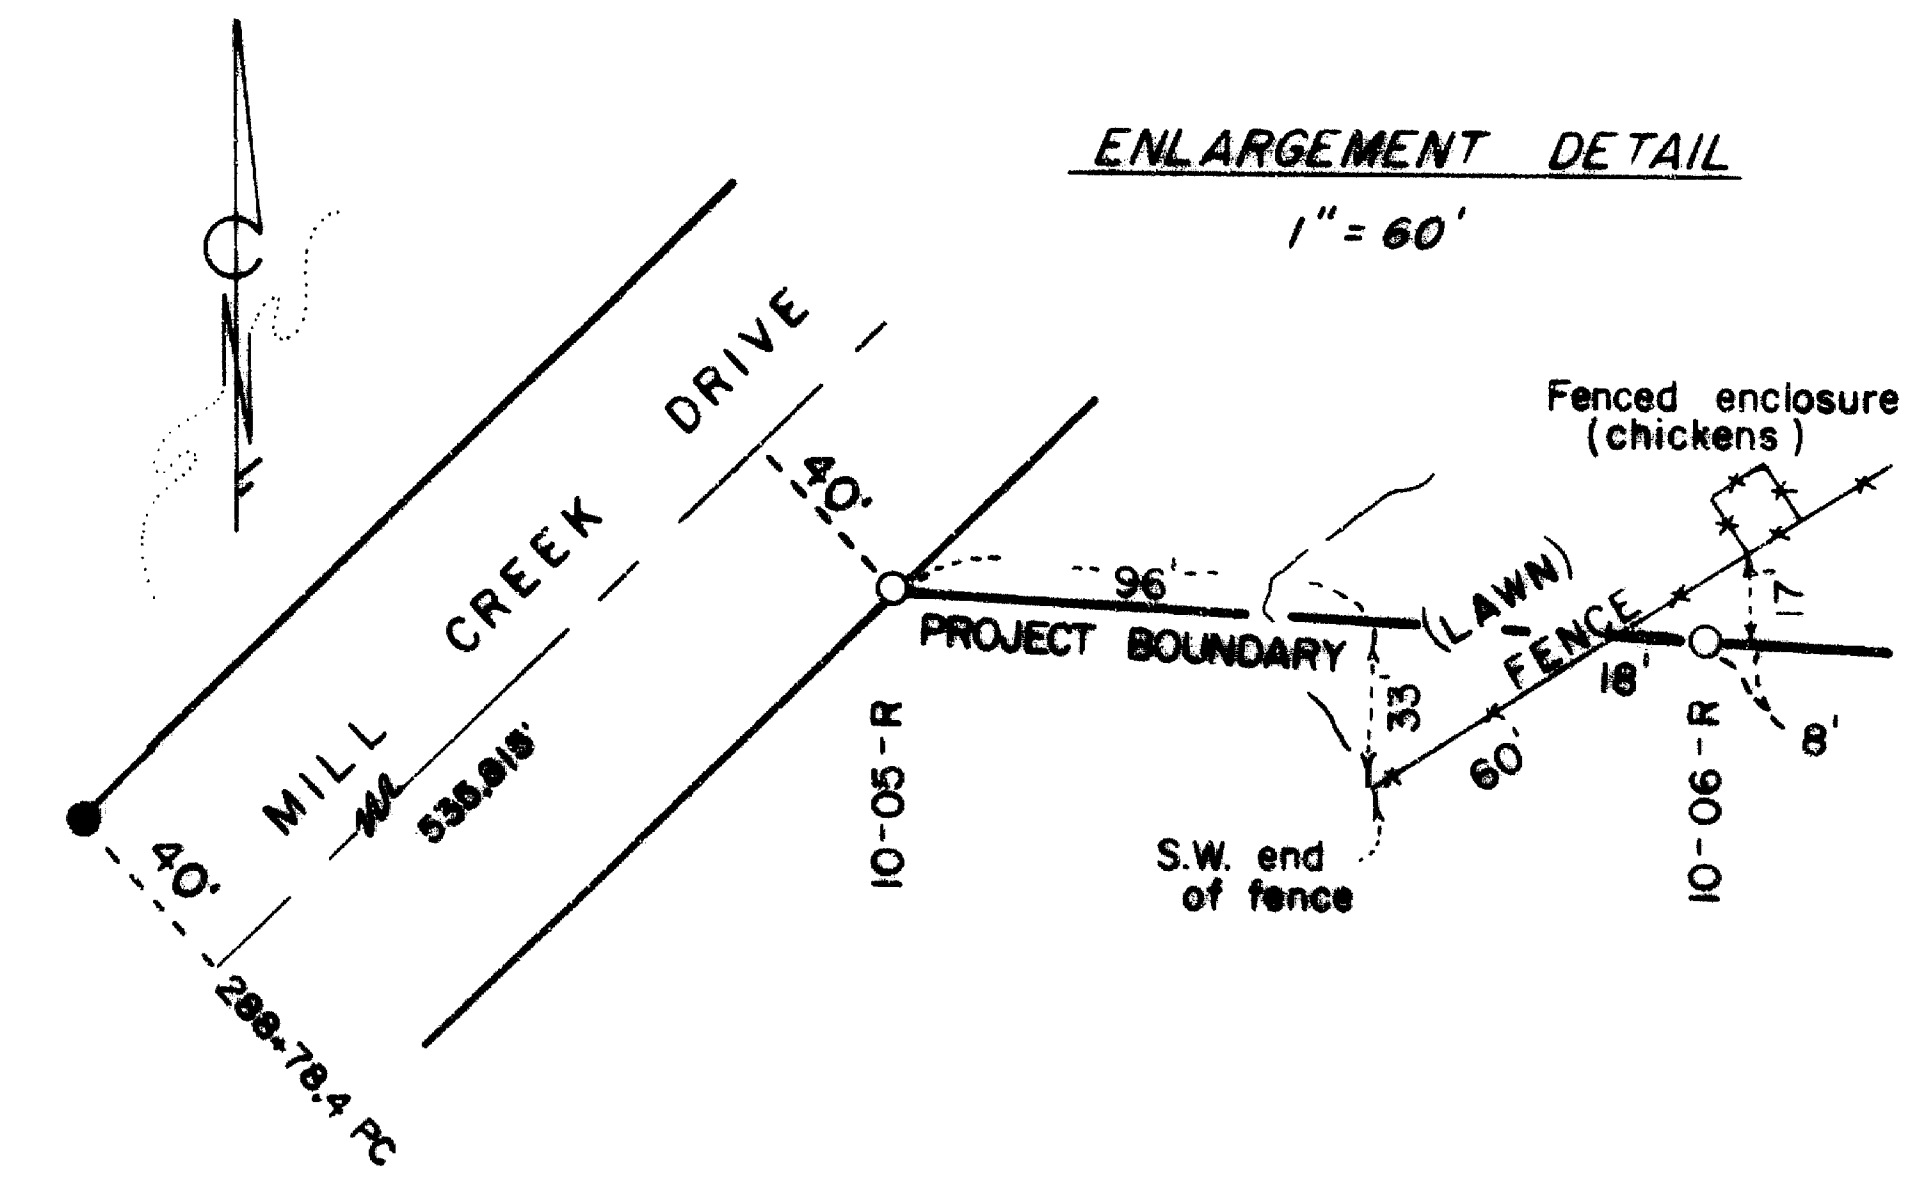 ENLARGEMENT DETAIL
1" = 60'
MILL CREEK DRIVE
40'
Fenced enclosure
(chickens)
96'
PROJECT BOUNDARY
(LAWN)
FENCE
17'
18'
33'
60'
8'
10-05-R
10-06-R
S.W. end
of fence
40'
288+78.4 PC